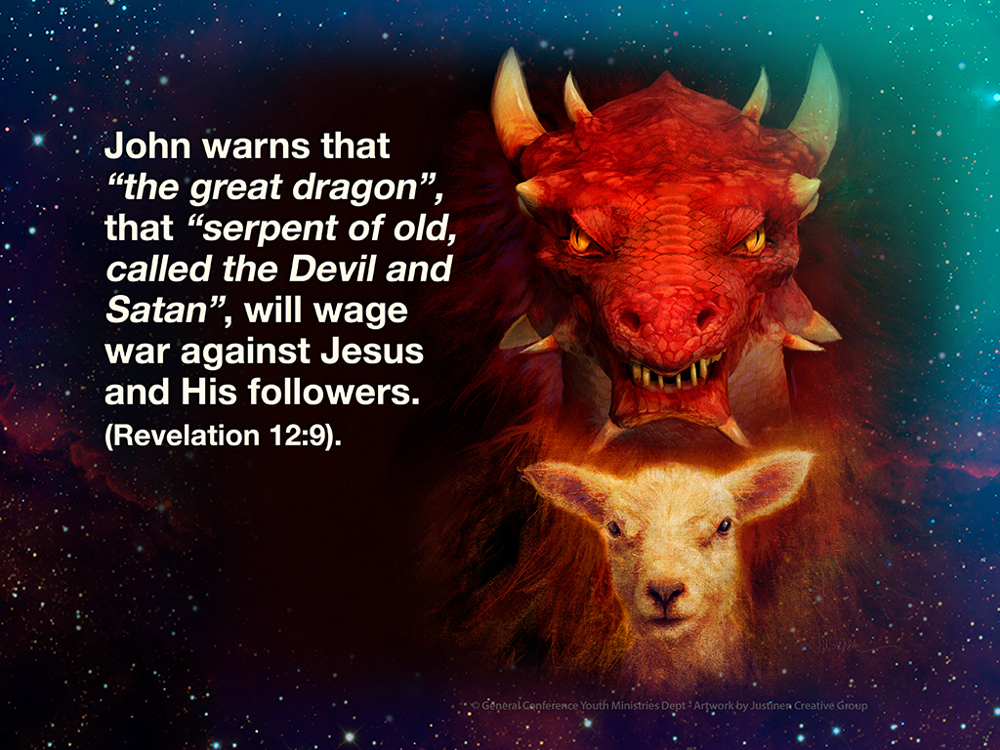 John warns that
“the great dragon”,
that “serpent of old,
called the Devil and
Satan”, will wage
war against Jesus
and His followers.
(Revelation 12:9).
© General Conference Youth Ministries Dept - Artwork by Justinen Creative Group